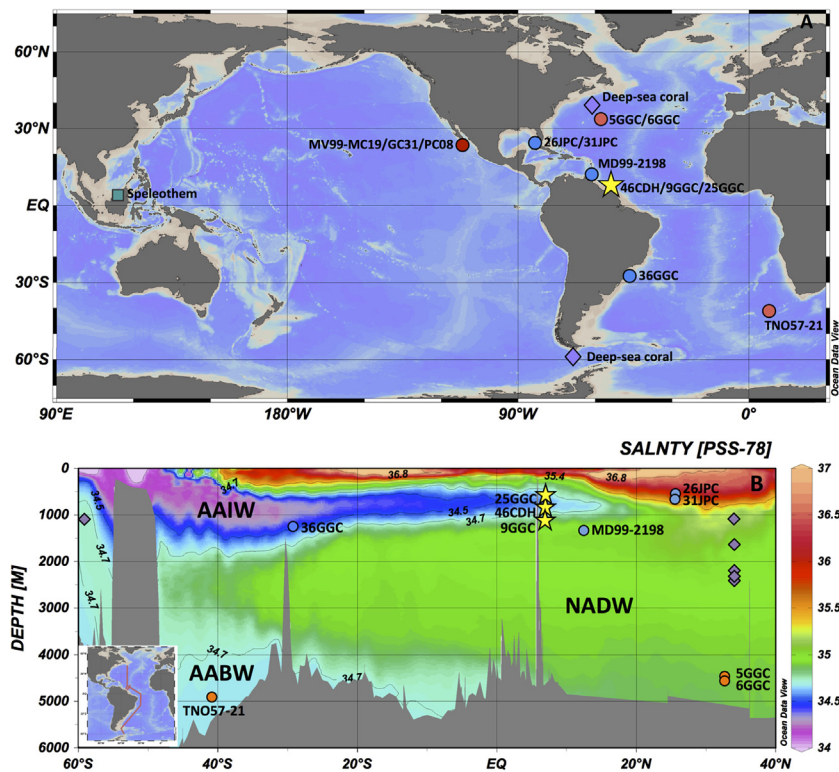 A
60°N
30°N
EQ
30°S
60°S
90°E
180°W
90°W
0°
Deep-sea coral
5GGC/6GGC
MV99-MC19/GC31/PC08
26JPC/31JPC
MD99-2198
Speleothem
46CDH/9GGC/25GGC
36GGC
TNO57-21
Deep-sea coral
Ocean Data View
SALNTY [PSS-78]
B
DEPTH [M]
0
1000
2000
3000
4000
5000
6000
60°S
40°S
20°S
EQ
20°N
40°N
34.5
34.7
34.7
36.8
35.4
36.8
34.5
34.7
34.7
34.7
AAIW
NADW
AABW
25GGC
46CDH
9GGC
26JPC
31JPC
36GGC
MD99-2198
5GGC
6GGC
TNO57-21
Ocean Data View
37
36.5
36
35.5
35
34.5
34